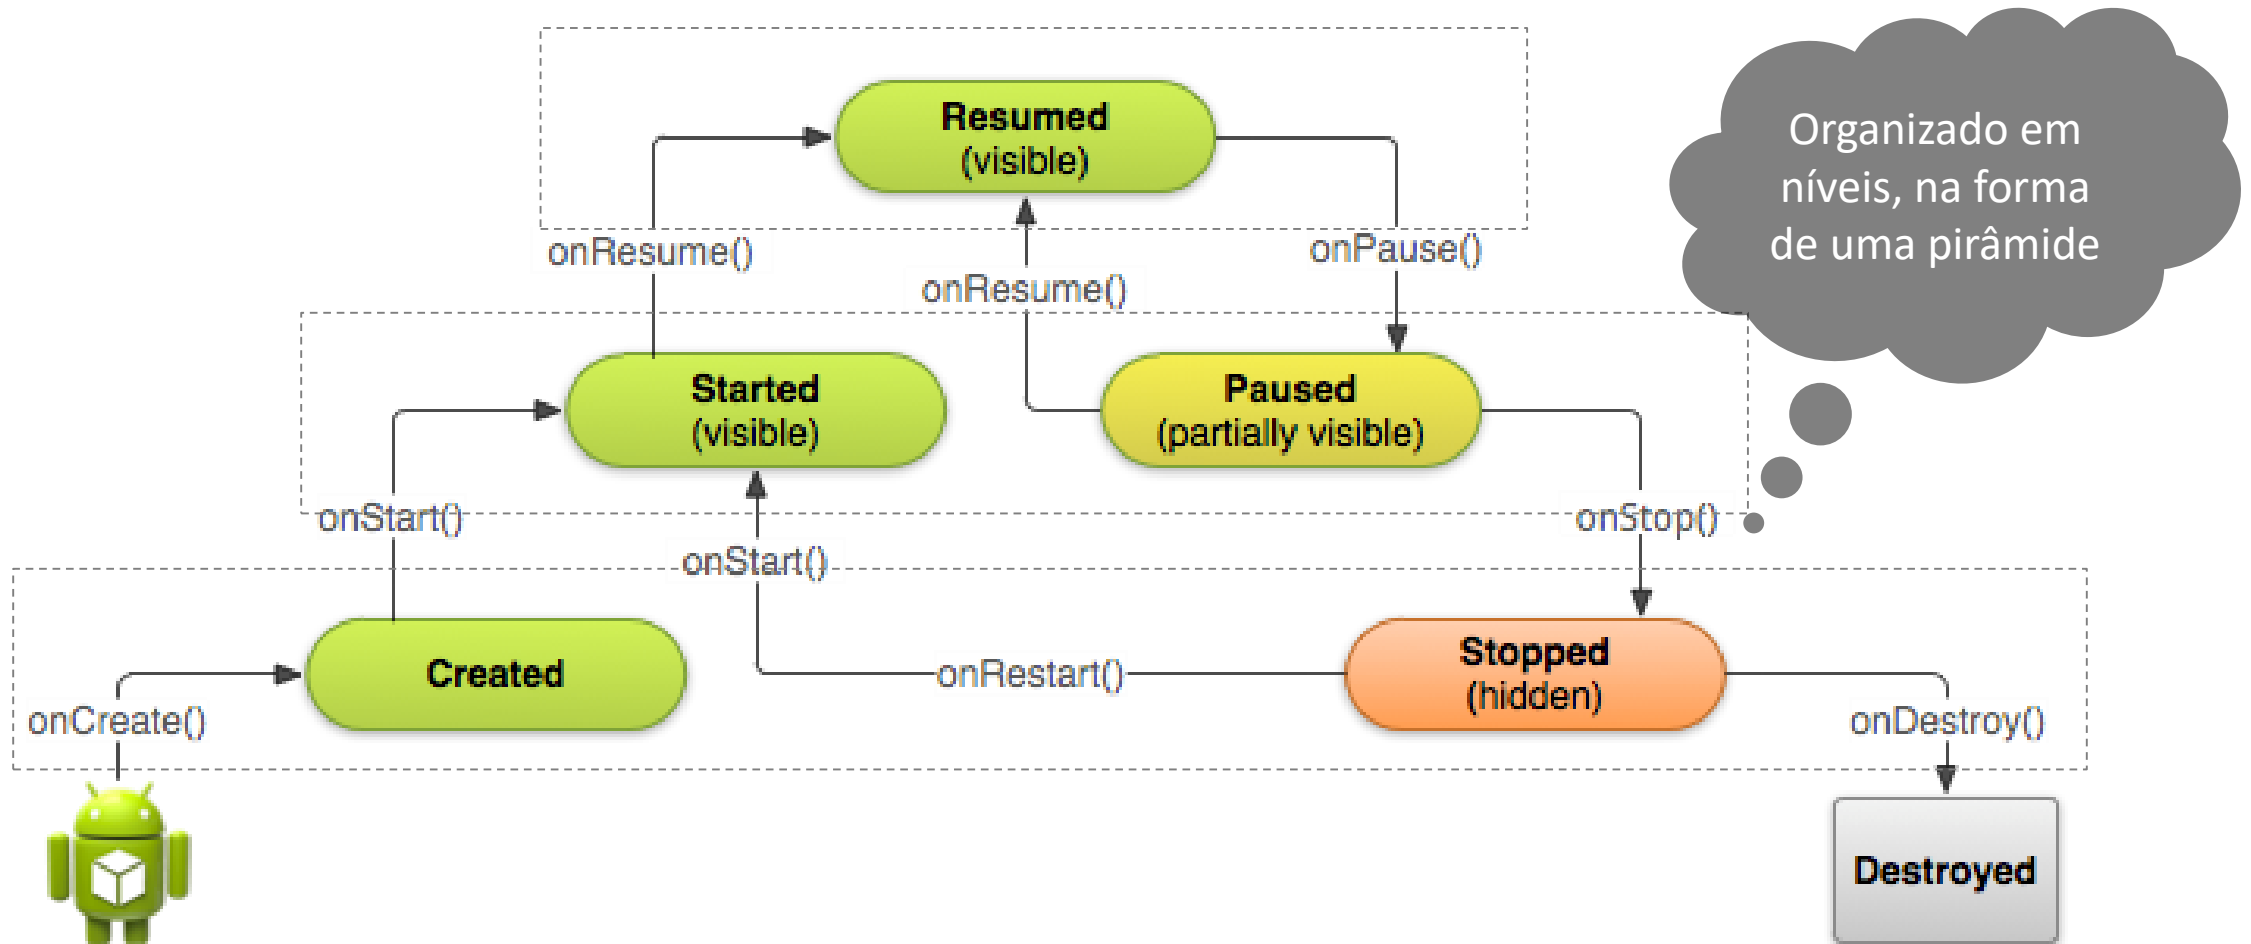 Resumed
(visible)
Organizado em
níveis, na forma
de uma pirâmide
onResume()
onResume()
onPause()
Started
(visible)
Paused
(partially visible)
onStart()
onStart()
onStop()
Created
onRestart()
Stopped
(hidden)
onCreate()
onDestroy()
Destroyed